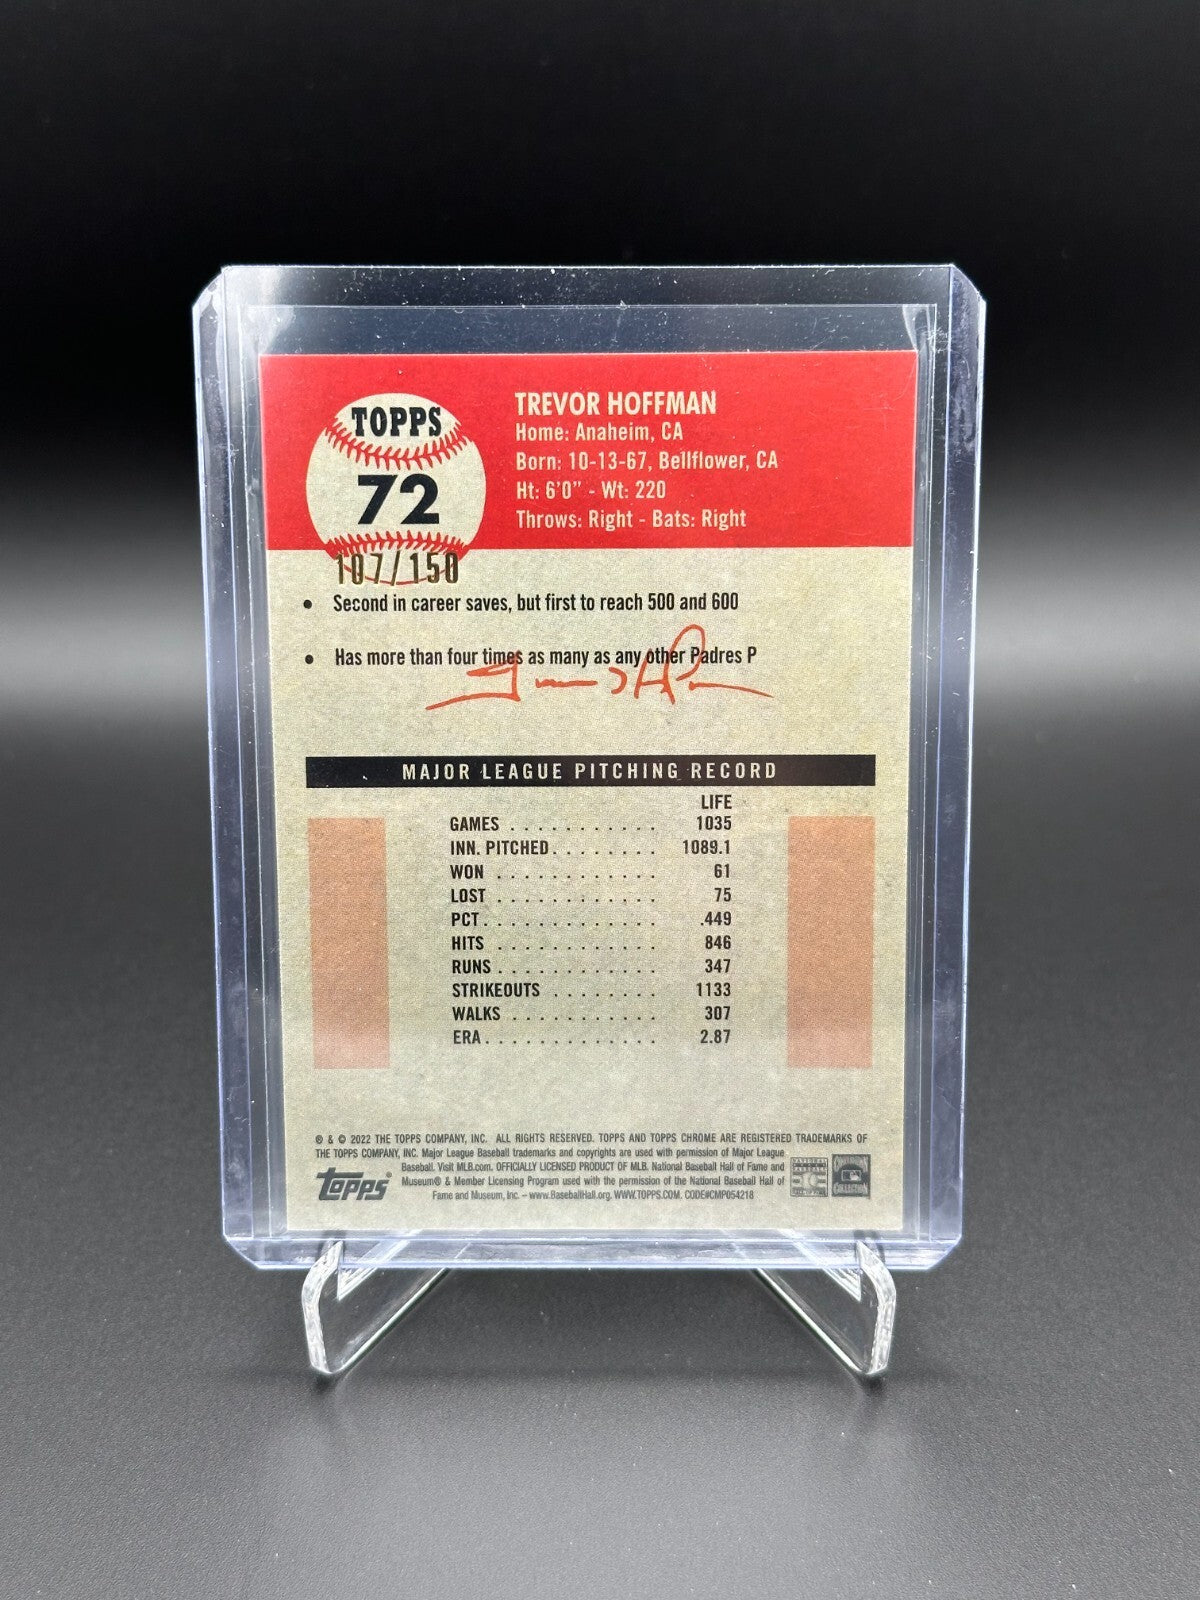 TOPPS
72
107/150
TREVOR HOFFMAN
Home: Anaheim, CA
Born: 10-13-67, Bellflower, CA
Ht: 6'0" - Wt: 220
Throws: Right - Bats: Right
• Second in career saves, but first to reach 500 and 600
• Has more than four times as many as any other Padres P
MAJOR LEAGUE PITCHING RECORD
LIFE
GAMES . . . . . . . . . . . 1035
INN. PITCHED. . . . . . . . 1089.1
WON . . . . . . . . . . . . 61
LOST . . . . . . . . . . . . 75
PCT. . . . . . . . . . . . . .449
HITS . . . . . . . . . . . . 846
RUNS . . . . . . . . . . . . 347
STRIKEOUTS . . . . . . . . 1133
WALKS . . . . . . . . . . . 307
ERA. . . . . . . . . . . . . 2.87
® & © 2022 THE TOPPS COMPANY, INC. ALL RIGHTS RESERVED. TOPPS AND TOPPS CHROME ARE REGISTERED TRADEMARKS OF
THE TOPPS COMPANY, INC. Major League Baseball trademarks and copyrights are used with permission of Major League
Baseball. Visit MLB.com. OFFICIALLY LICENSED PRODUCT OF MLB. National Baseball Hall of Fame and
Museum® & Member Licensing Program used with the permission of the National Baseball Hall of
Fame and Museum, Inc. – www.BaseballHall.org. WWW.TOPPS.COM. CODE#CMP054218
topps®